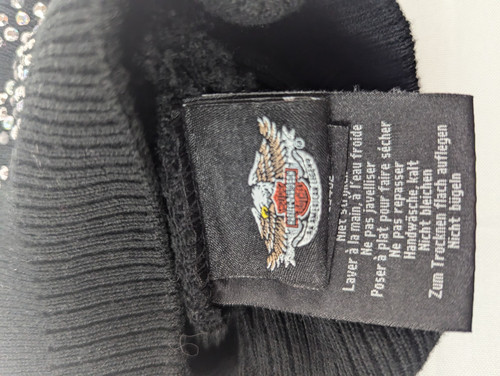 Laver à la main, à l'eau froide
Ne pas javelliser
Poser à plat pour faire sécher
Ne pas repasser
Handwäsche, kalt
Nicht bleichen
Zum Trocknen flach auflegen
Nicht bügeln